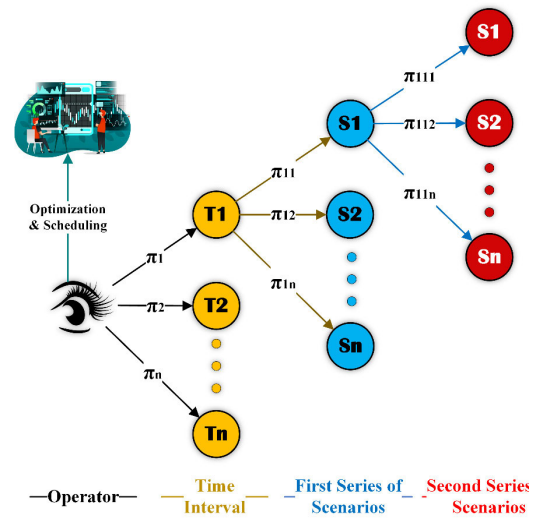 S1
π111
S1
π112
S2
π11
π11n
Optimization
& Scheduling
T1
π12
S2
Sn
π1
π1n
π2
T2
Sn
πn
Tn
Operator
Time
Interval
First Series of
Scenarios
Second Series
Scenarios